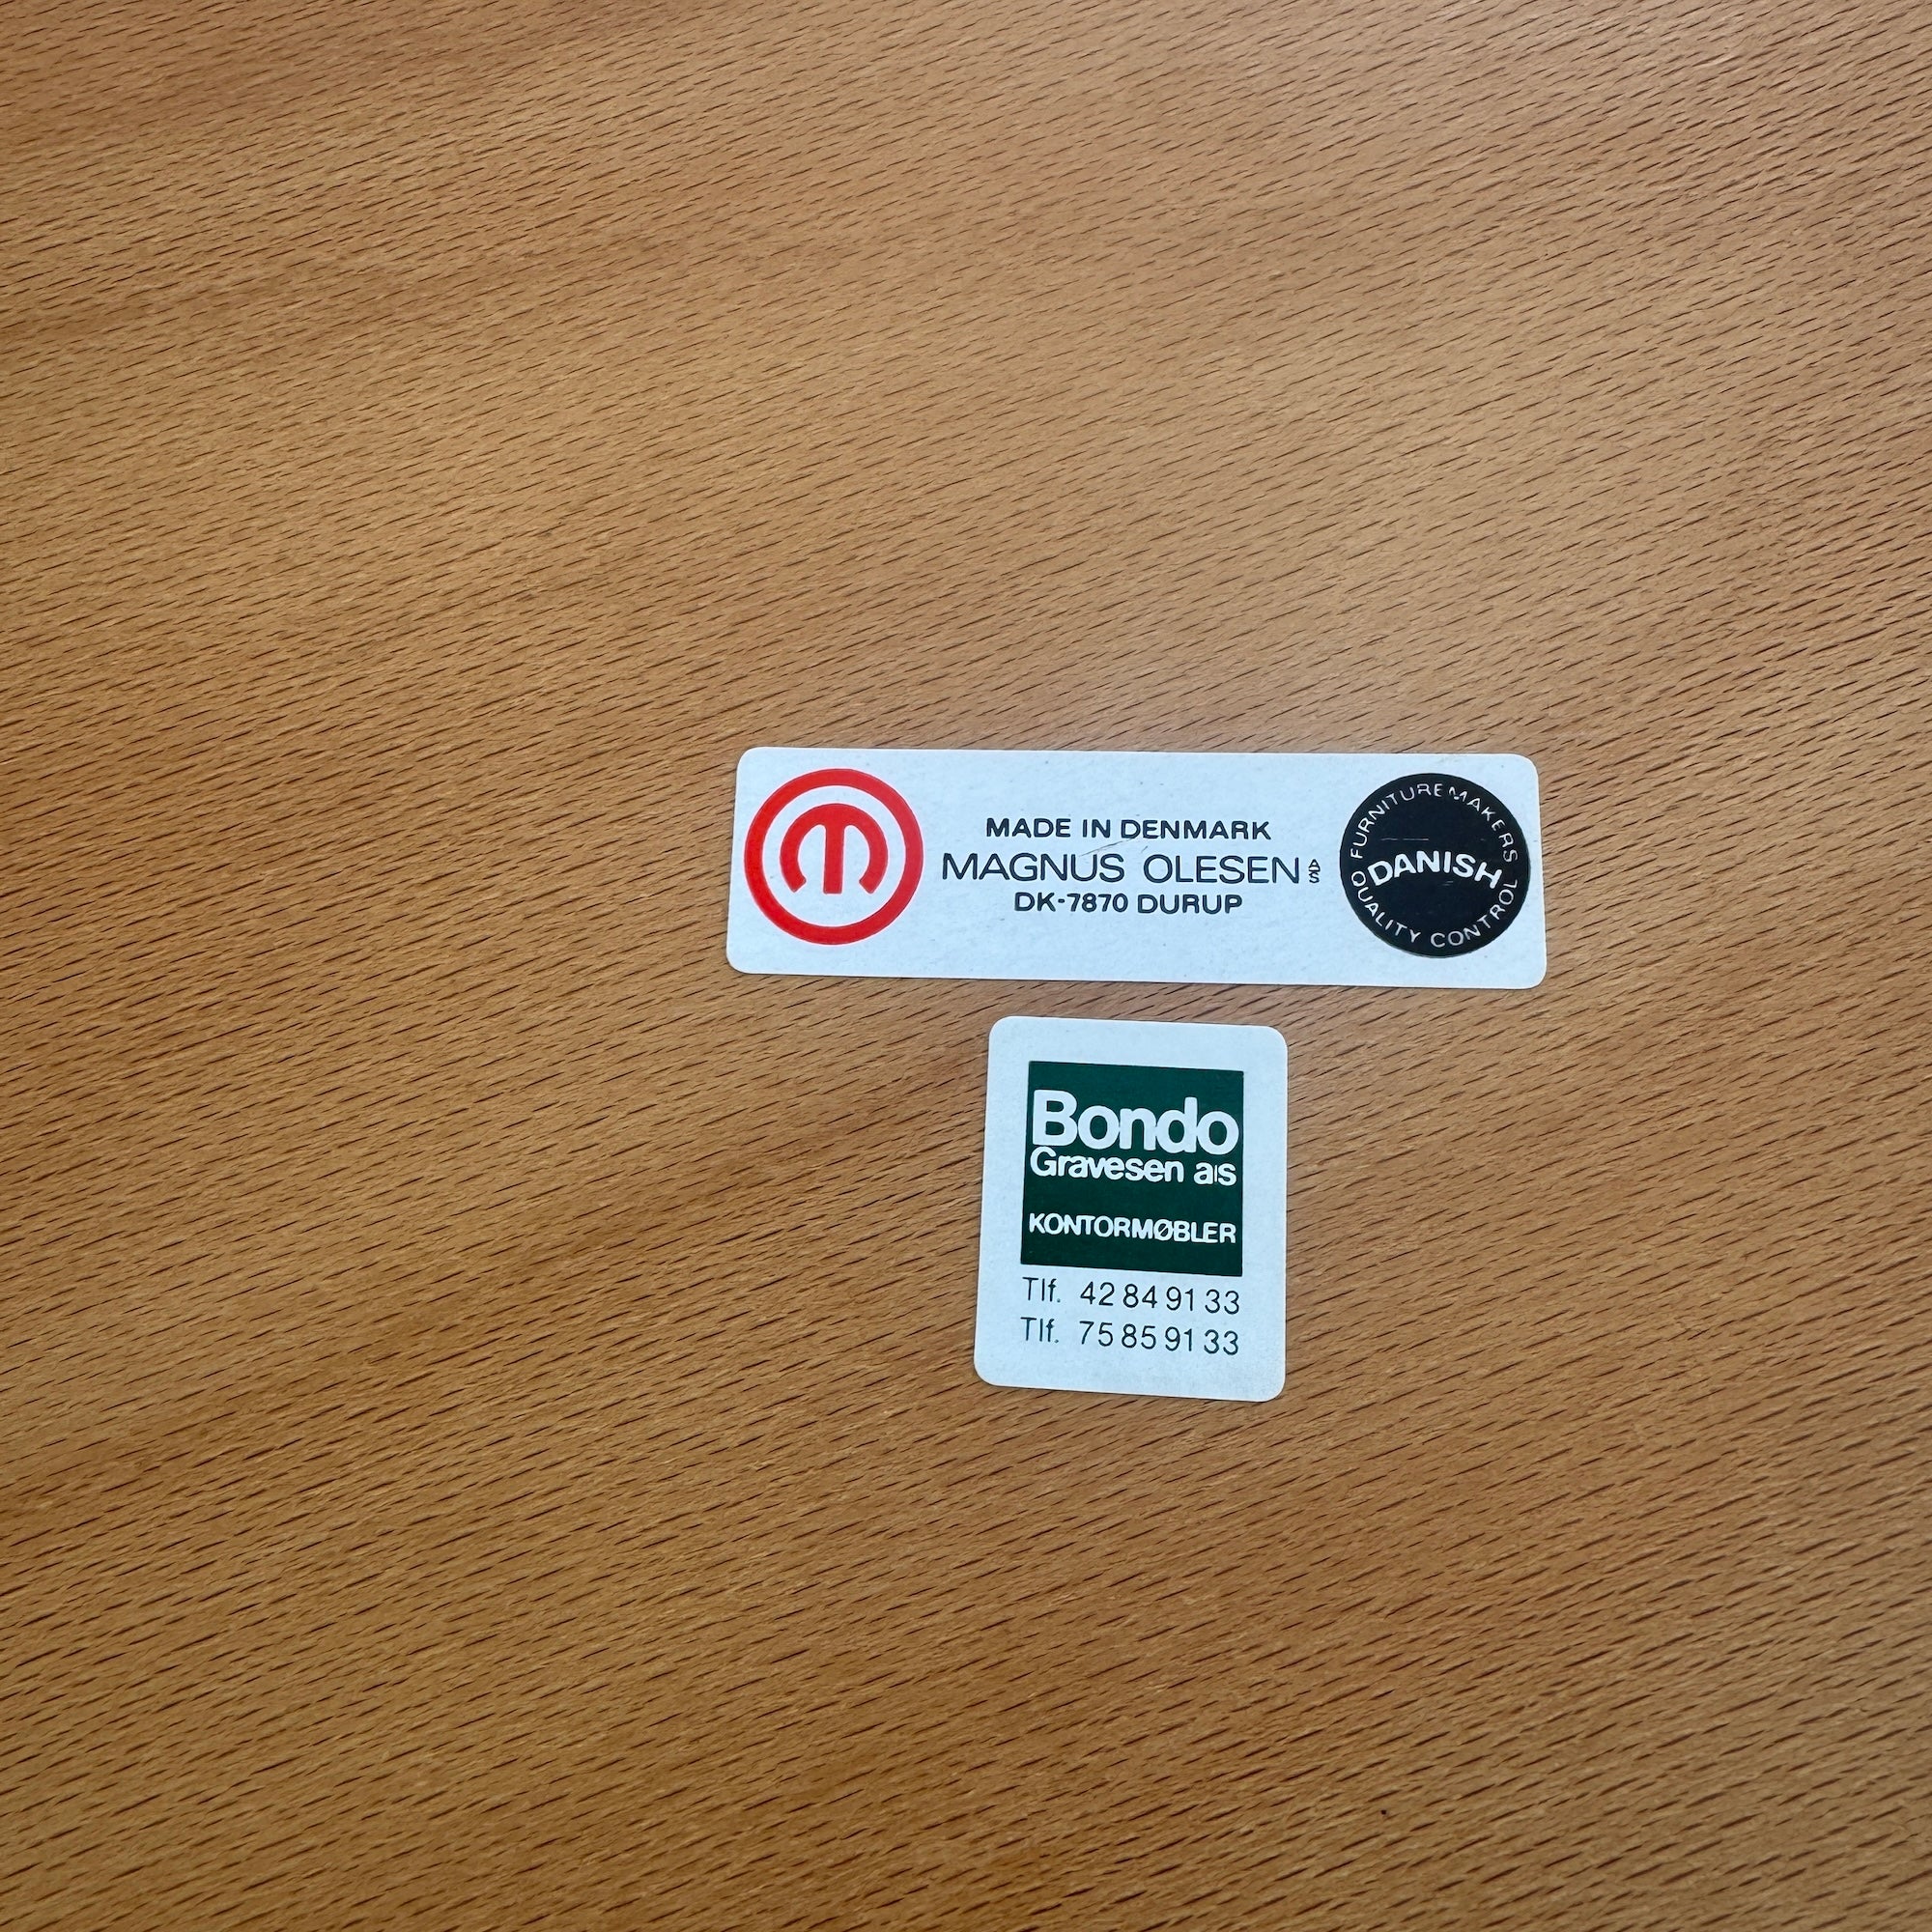 MADE IN DENMARK
MAGNUS OLESEN A/S
DK-7870 DURUP
FURNITUREMAKERS
DANISH
QUALITY CONTROL
Bondo
Gravesen a/s
KONTORMØBLER
Tlf. 42 84 91 33
Tlf. 75 85 91 33